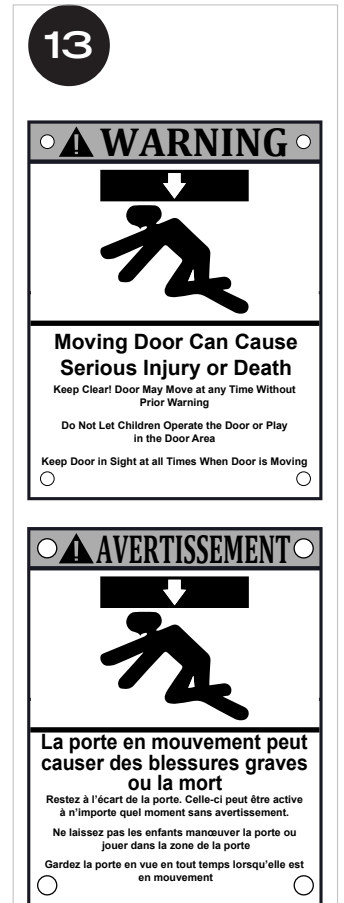 13
WARNING
Moving Door Can Cause
Serious Injury or Death
Keep Clear! Door May Move at any Time Without
Prior Warning
Do Not Let Children Operate the Door or Play
in the Door Area
Keep Door in Sight at all Times When Door is Moving
AVERTISSEMENT
La porte en mouvement peut
causer des blessures graves
ou la mort
Restez à l'écart de la porte. Celle-ci peut être active
à n'importe quel moment sans avertissement.
Ne laissez pas les enfants manœuver la porte ou
jouer dans la zone de la porte
Gardez la porte en vue en tout temps lorsqu'elle est
en mouvement